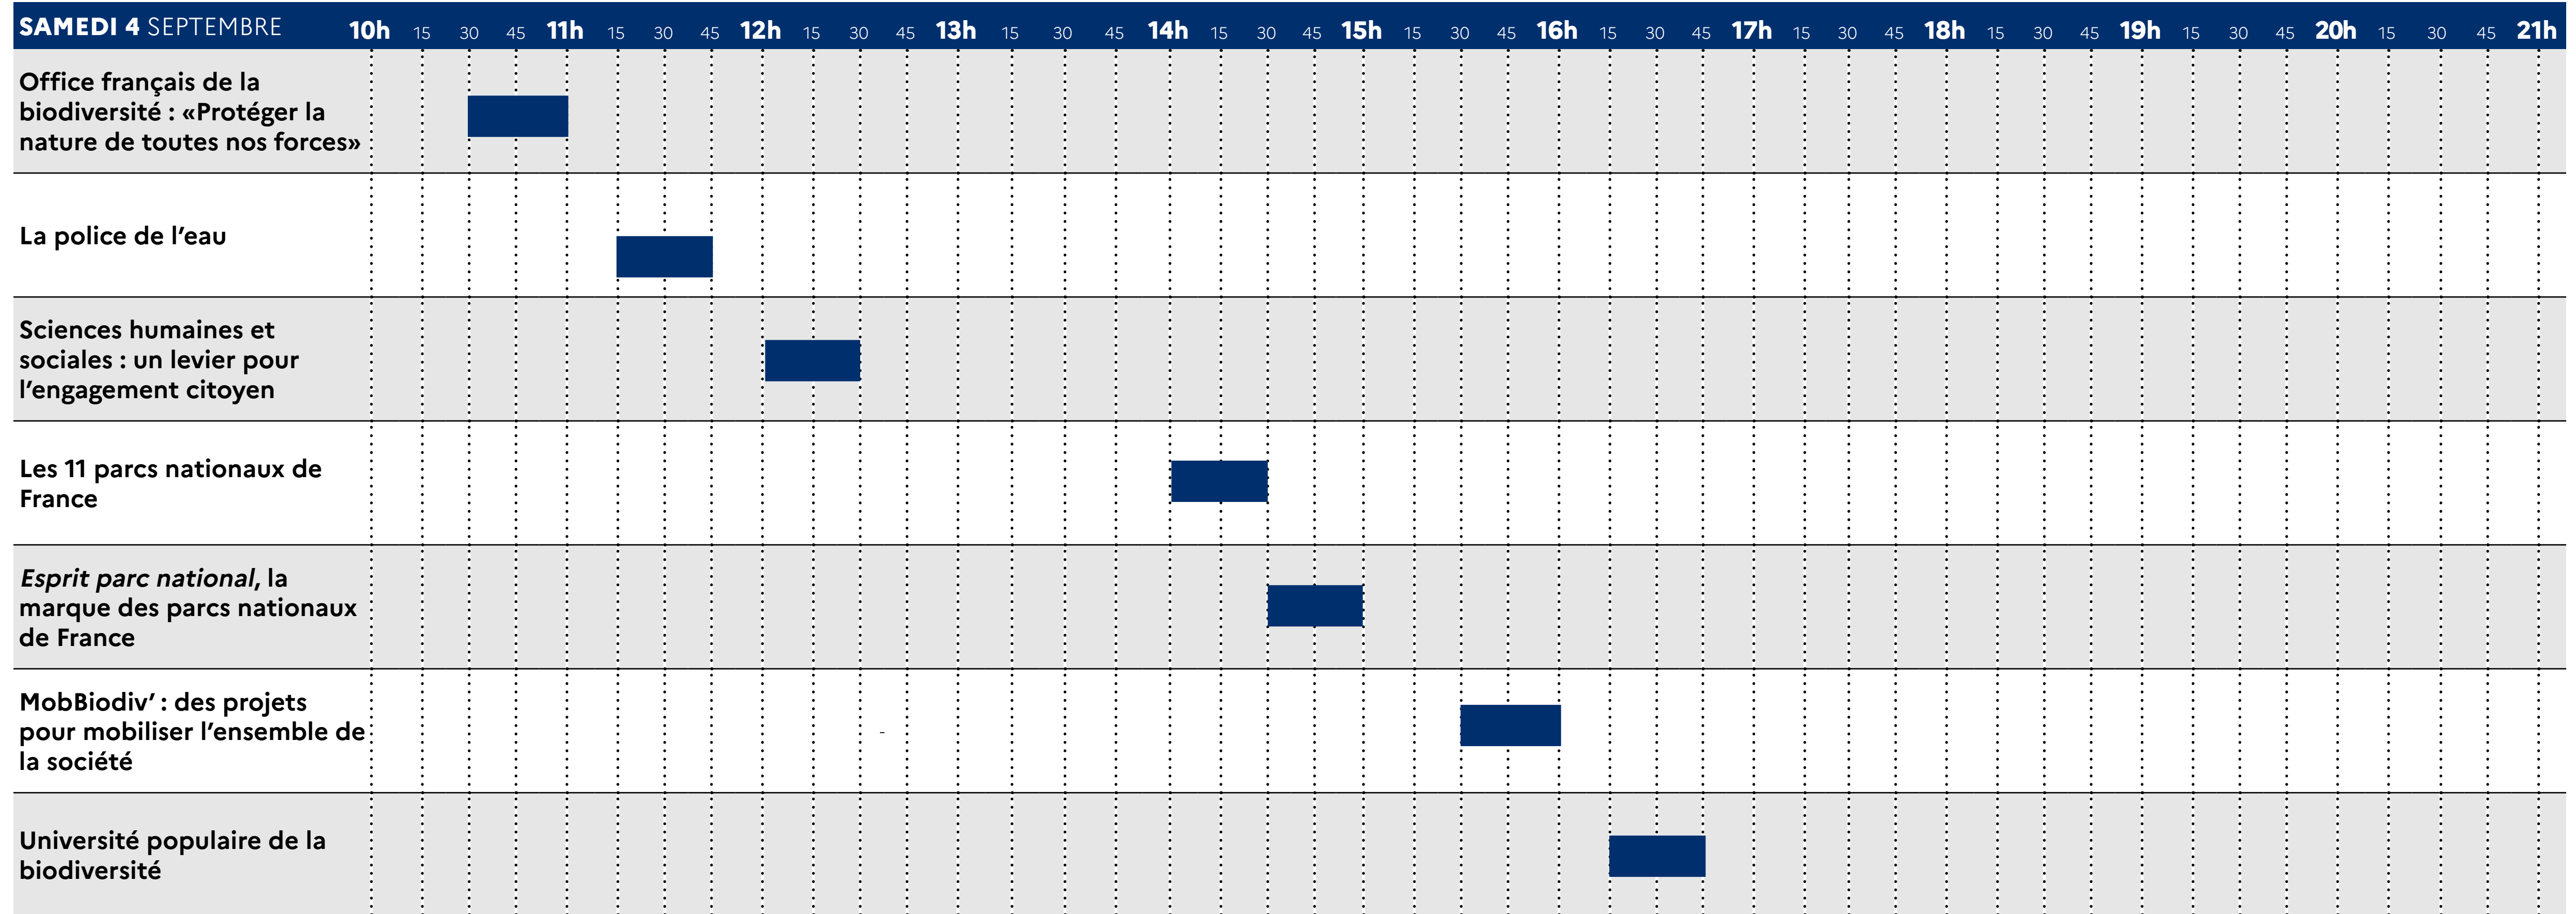 SAMEDI 4 SEPTEMBRE 10h 15 30 45 11h 15 30 45 12h 15 30 45 13h 15 30 45 14h 15 30 45 15h 15 30 45 16h 15 30 45 17h 15 30 45 18h 15 30 45 19h 15 30 45 20h 15 30 45 21h
Office français de la
biodiversité : «Protéger la
nature de toutes nos forces»
La police de l’eau
Sciences humaines et
sociales : un levier pour
l’engagement citoyen
Les 11 parcs nationaux de
France
Esprit parc national, la
marque des parcs nationaux
de France
MobBiodiv’ : des projets
pour mobiliser l’ensemble de
la société
-
Université populaire de la
biodiversité